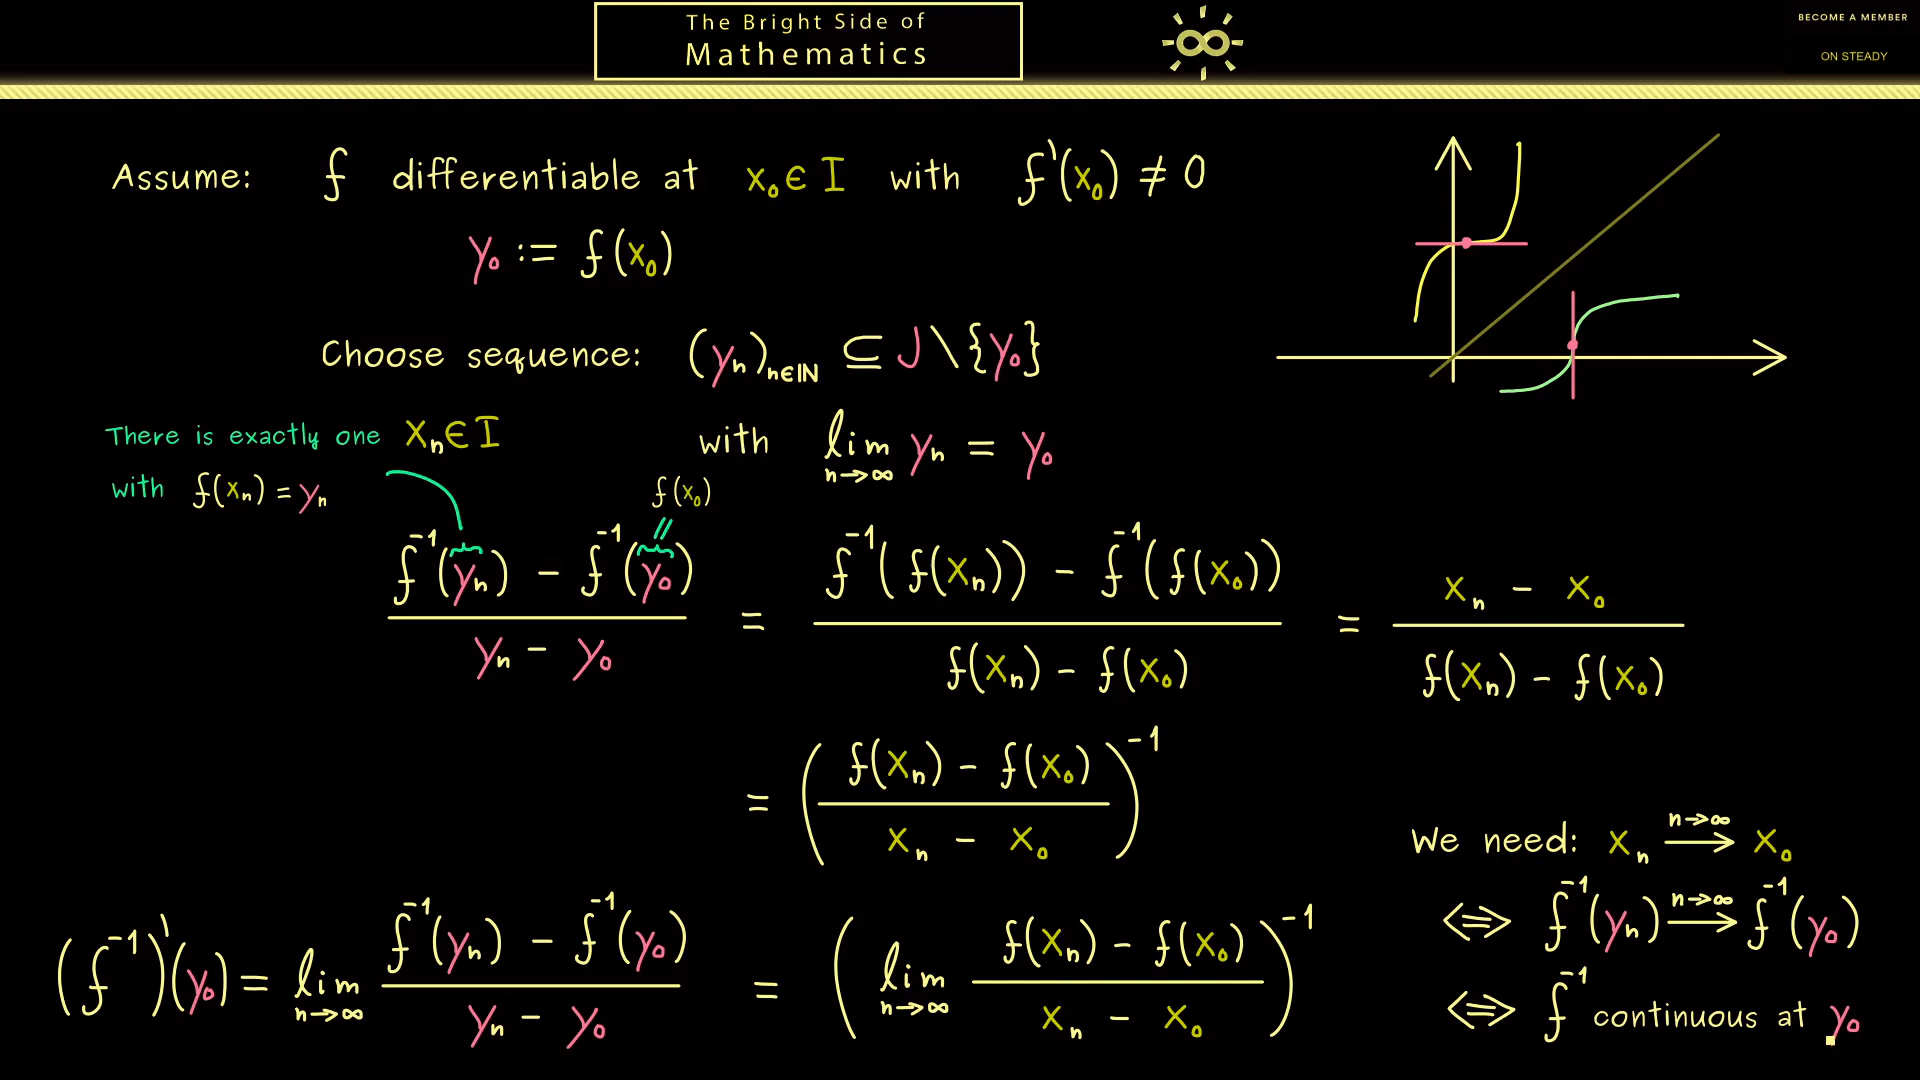 The Bright Side of
Mathematics
BECOME A MEMBER
ON STEADY
Assume: f differentiable at x₀ ∈ I with f'(x₀) ≠ 0
y₀ := f(x₀)
Choose sequence: (yₙ)ₙ∈ℕ ⊆ J \ {y₀}
There is exactly one xₙ ∈ I
with lim n→∞ yₙ = y₀
with f(xₙ) = yₙ
f(x₀)
=
(f⁻¹(yₙ) − f⁻¹(y₀)) / (yₙ − y₀) = (f⁻¹(f(xₙ)) − f⁻¹(f(x₀))) / (f(xₙ) − f(x₀)) = (xₙ − x₀) / (f(xₙ) − f(x₀))
= ((f(xₙ) − f(x₀)) / (xₙ − x₀))⁻¹
We need: xₙ →(n→∞) x₀
⇔ f⁻¹(yₙ) →(n→∞) f⁻¹(y₀)
⇔ f⁻¹ continuous at y₀
(f⁻¹)'(y₀) = lim n→∞ (f⁻¹(yₙ) − f⁻¹(y₀)) / (yₙ − y₀) = (lim n→∞ (f(xₙ) − f(x₀)) / (xₙ − x₀))⁻¹